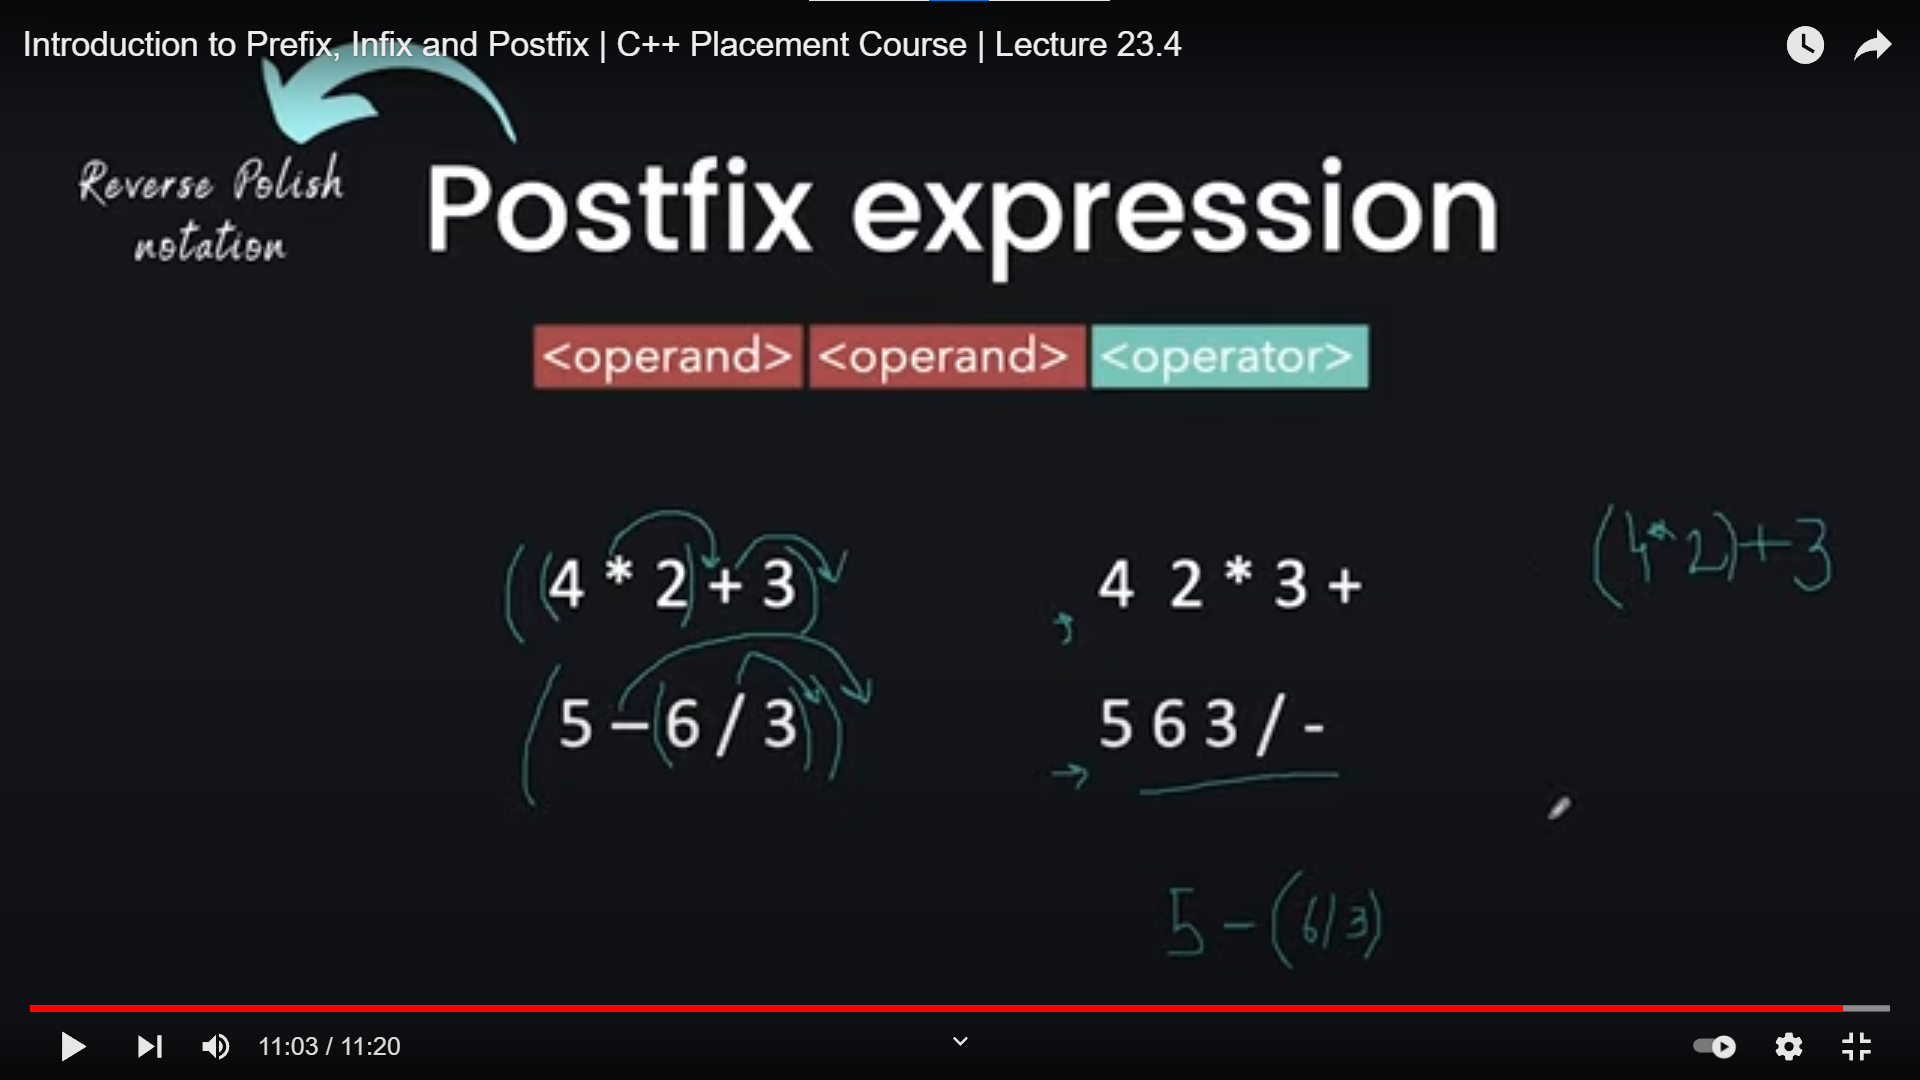 Introduction to Prefix, Infix and Postfix | C++ Placement Course | Lecture 23.4
Reverse Polish
notation
Postfix expression
<operand> <operand> <operator>
((4 * 2) + 3)
4 2 * 3 +
(4*2)+3
(5 – (6 / 3))
5 6 3 / -
5 - (6/3)
11:03 / 11:20